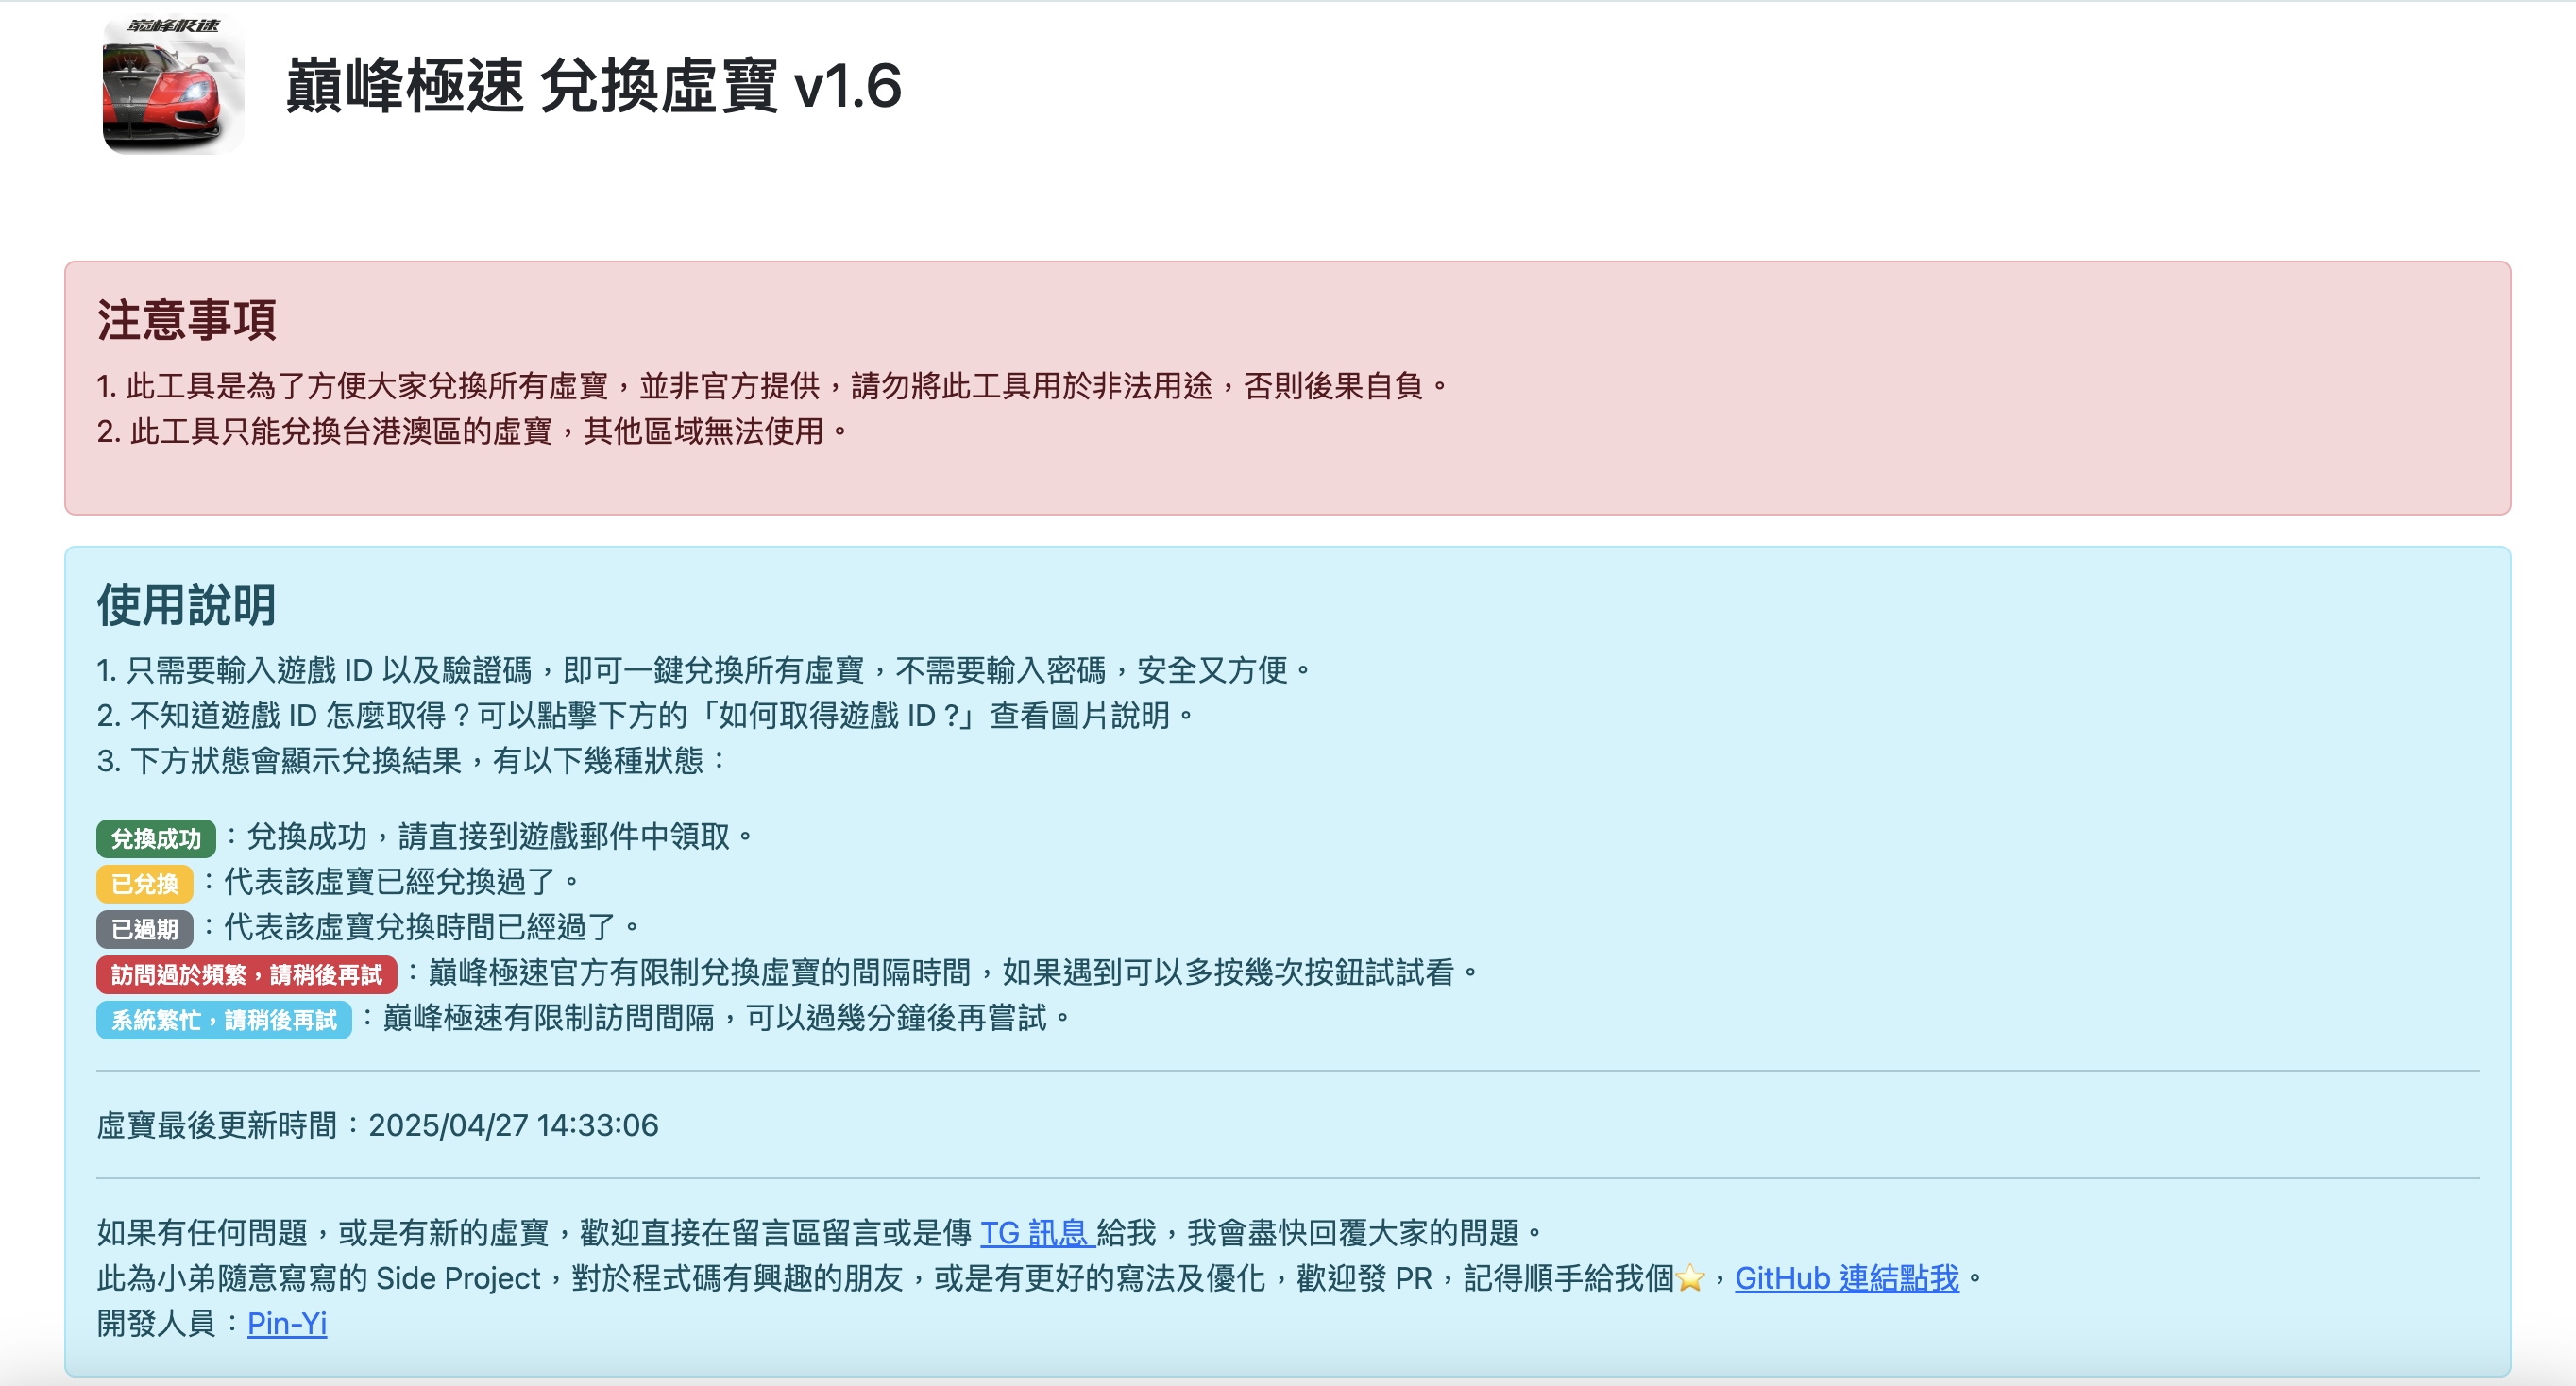 巅峰极速
巔峰極速 兌換虛寶 v1.6
注意事項
1. 此工具是為了方便大家兌換所有虛寶，並非官方提供，請勿將此工具用於非法用途，否則後果自負。
2. 此工具只能兌換台港澳區的虛寶，其他區域無法使用。
使用說明
1. 只需要輸入遊戲 ID 以及驗證碼，即可一鍵兌換所有虛寶，不需要輸入密碼，安全又方便。
2. 不知道遊戲 ID 怎麼取得？可以點擊下方的「如何取得遊戲 ID？」查看圖片說明。
3. 下方狀態會顯示兌換結果，有以下幾種狀態：
兌換成功：兌換成功，請直接到遊戲郵件中領取。
已兌換：代表該虛寶已經兌換過了。
已過期：代表該虛寶兌換時間已經過了。
訪問過於頻繁，請稍後再試：巔峰極速官方有限制兌換虛寶的間隔時間，如果遇到可以多按幾次按鈕試試看。
系統繁忙，請稍後再試：巔峰極速有限制訪問間隔，可以過幾分鐘後再嘗試。
虛寶最後更新時間：2025/04/27 14:33:06
如果有任何問題，或是有新的虛寶，歡迎直接在留言區留言或是傳 TG 訊息 給我，我會盡快回覆大家的問題。
此為小弟隨意寫寫的 Side Project，對於程式碼有興趣的朋友，或是有更好的寫法及優化，歡迎發 PR，記得順手給我個⭐，GitHub 連結點我。
開發人員：Pin-Yi